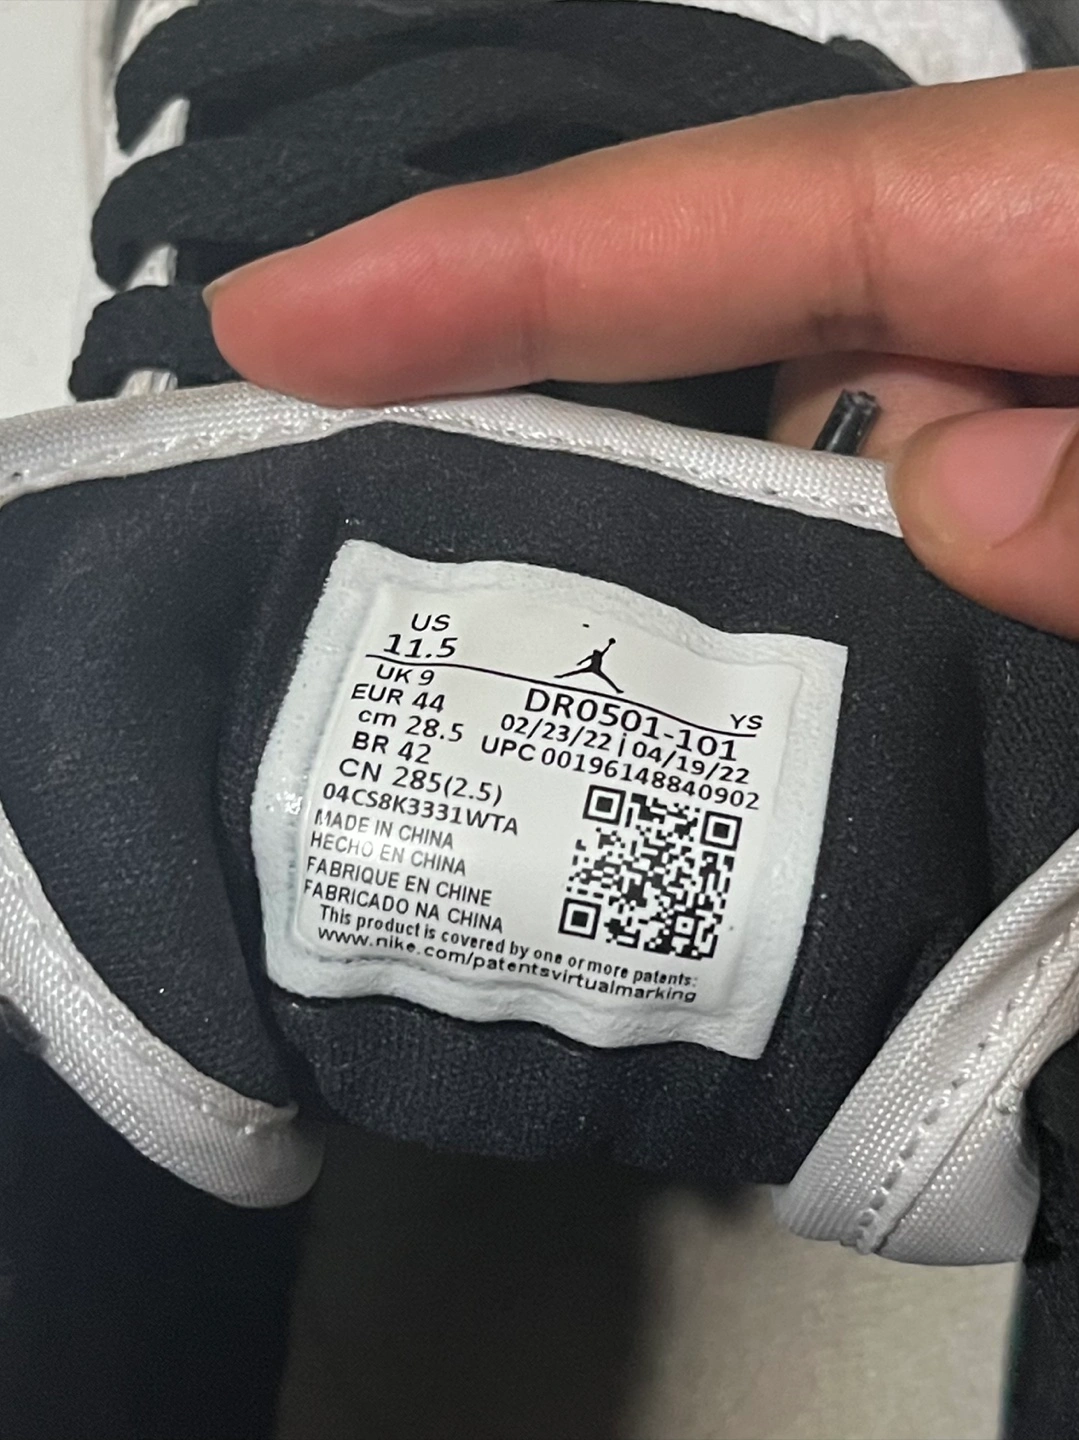 US
11.5
UK 9
EUR 44
cm 28.5
BR 42
CN 285(2.5)
04CS8K3331WTA
MADE IN CHINA
HECHO EN CHINA
FABRIQUE EN CHINE
FABRICADO NA CHINA
This product is covered by one or more patents:
www.nike.com/patentsvirtualmarking
YS
DR0501-101
02/23/22 | 04/19/22
UPC 00196148840902